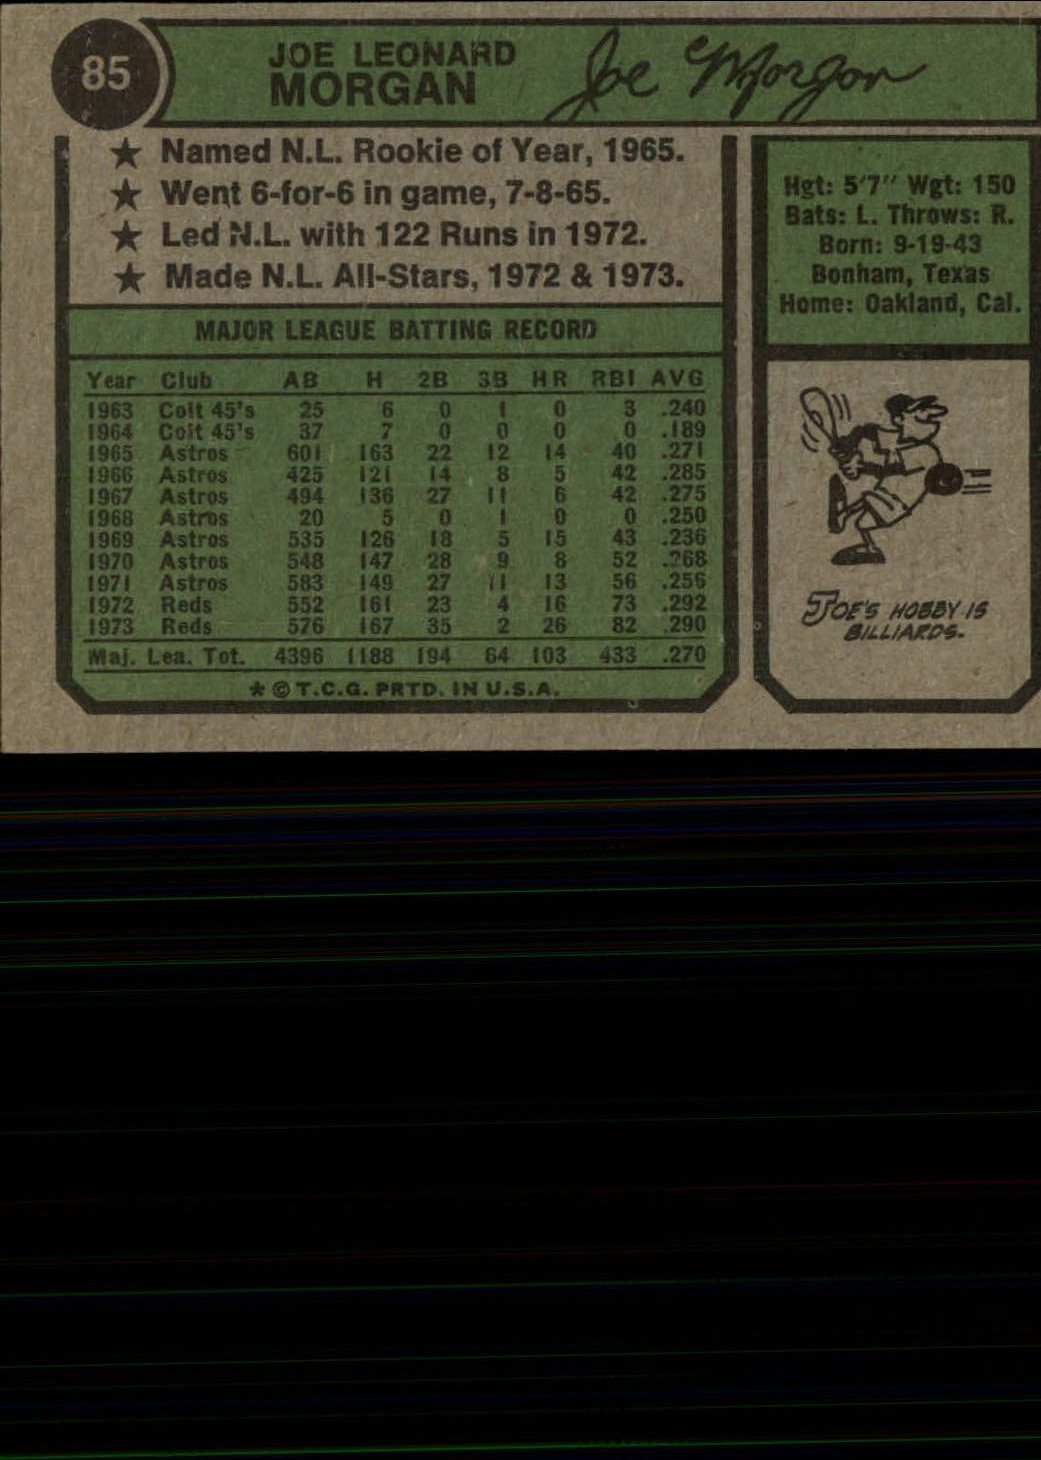 85
JOE LEONARD
MORGAN
Joe Morgan
★ Named N.L. Rookie of Year, 1965.
★ Went 6-for-6 in game, 7-8-65.
★ Led N.L. with 122 Runs in 1972.
★ Made N.L. All-Stars, 1972 & 1973.
MAJOR LEAGUE BATTING RECORD
Year Club AB H 2B 3B HR RBI AVG
1963 Colt 45's 25 6 0 1 0 3 .240
1964 Colt 45's 37 7 0 0 0 0 .189
1965 Astros 601 163 22 12 14 40 .271
1966 Astros 425 121 14 8 5 42 .285
1967 Astros 494 136 27 11 6 42 .275
1968 Astros 20 5 0 1 0 0 .250
1969 Astros 535 126 18 5 15 43 .236
1970 Astros 548 147 28 9 8 52 .268
1971 Astros 583 149 27 11 13 56 .256
1972 Reds 552 161 23 4 16 73 .292
1973 Reds 576 167 35 2 26 82 .290
Maj. Lea. Tot. 4396 1188 194 64 103 433 .270
★ © T.C.G. PRTD. IN U.S.A.
Hgt: 5'7" Wgt: 150
Bats: L. Throws: R.
Born: 9-19-43
Bonham, Texas
Home: Oakland, Cal.
JOE'S HOBBY IS
BILLIARDS.